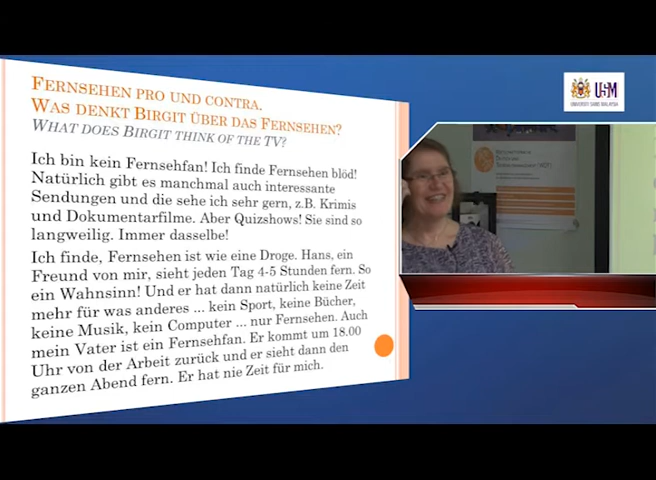 FERNSEHEN PRO UND CONTRA.
WAS DENKT BIRGIT ÜBER DAS FERNSEHEN?
WHAT DOES BIRGIT THINK OF THE TV?
Ich bin kein Fernsehfan! Ich finde Fernsehen blöd!
Natürlich gibt es manchmal auch interessante
Sendungen und die sehe ich sehr gern, z.B. Krimis
und Dokumentarfilme. Aber Quizshows! Sie sind so
langweilig. Immer dasselbe!
Ich finde, Fernsehen ist wie eine Droge. Hans, ein
Freund von mir, sieht jeden Tag 4-5 Stunden fern. So
ein Wahnsinn! Und er hat dann natürlich keine Zeit
mehr für was anderes ... kein Sport, keine Bücher,
keine Musik, kein Computer ... nur Fernsehen. Auch
mein Vater ist ein Fernsehfan. Er kommt um 18.00
Uhr von der Arbeit zurück und er sieht dann den
ganzen Abend fern. Er hat nie Zeit für mich.
USM
UNIVERSITI SAINS MALAYSIA